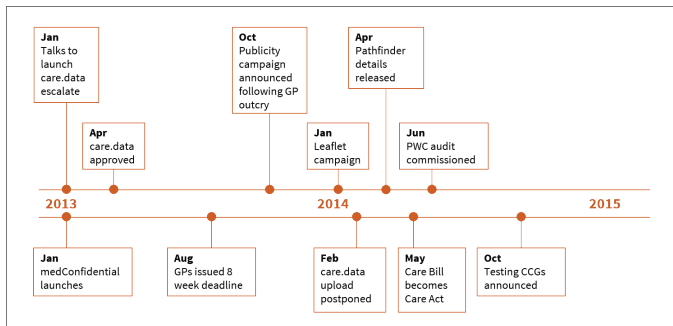 Jan
Talks to
launch
care.data
escalate
Apr
care.data
approved
Oct
Publicity
campaign
announced
following GP
outcry
Jan
Leaflet
campaign
Apr
Pathfinder
details
released
Jun
PWC audit
commissioned
2013
2014
2015
Jan
medConfidential
launches
Aug
GPs issued 8
week deadline
Feb
care.data
upload
postponed
May
Care Bill
becomes
Care Act
Oct
Testing CCGs
announced